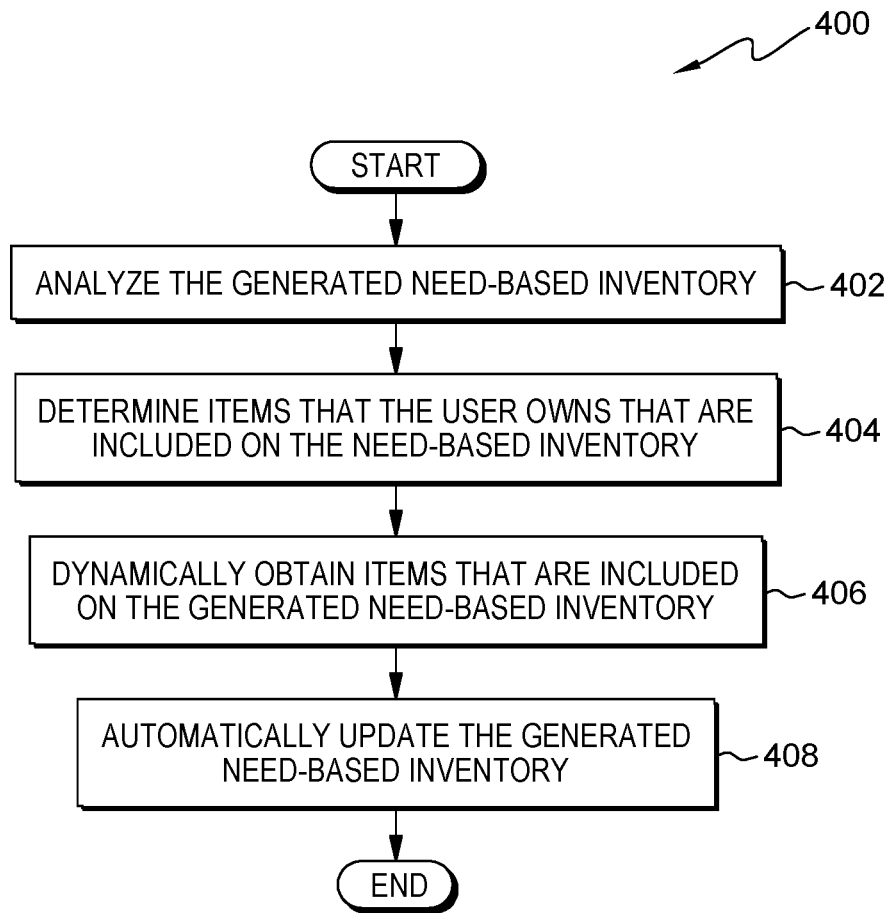 400
START
ANALYZE THE GENERATED NEED-BASED INVENTORY
402
DETERMINE ITEMS THAT THE USER OWNS THAT ARE
INCLUDED ON THE NEED-BASED INVENTORY
404
DYNAMICALLY OBTAIN ITEMS THAT ARE INCLUDED
ON THE GENERATED NEED-BASED INVENTORY
406
AUTOMATICALLY UPDATE THE GENERATED
NEED-BASED INVENTORY
408
END